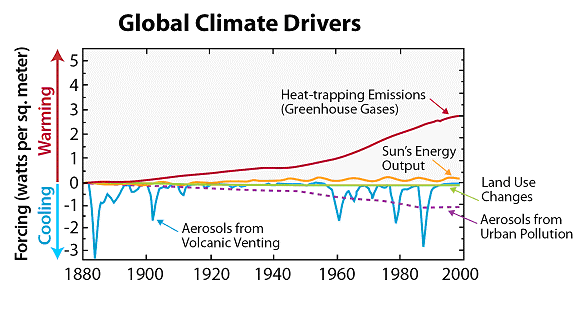 Global Climate Drivers
Forcing (watts per sq. meter)
Warming
Cooling
5
4
3
2
1
0
-1
-2
-3
Heat-trapping Emissions
(Greenhouse Gases)
Sun's Energy
Output
Land Use
Changes
Aerosols from
Urban Pollution
Aerosols from
Volcanic Venting
1880 1900 1920 1940 1960 1980 2000